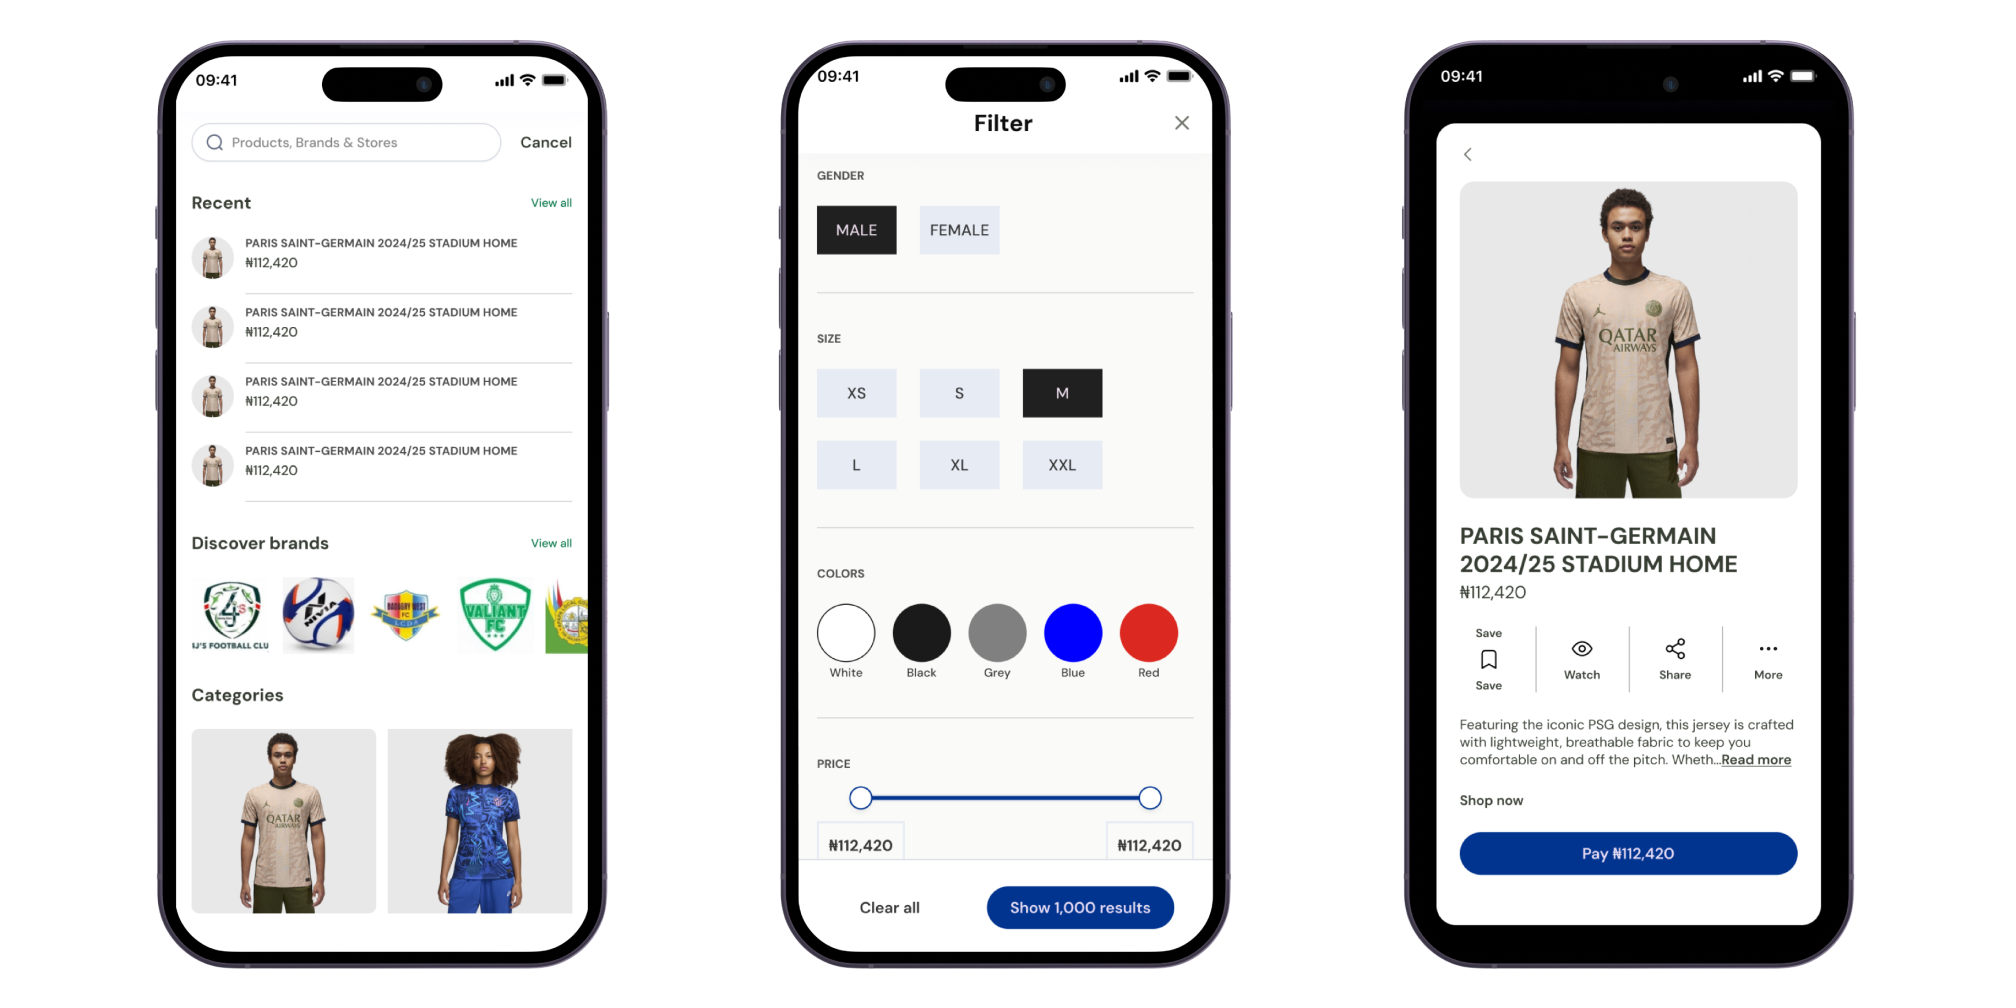 09:41
Products, Brands & Stores
Cancel
Recent
View all
PARIS SAINT-GERMAIN 2024/25 STADIUM HOME
₦112,420
PARIS SAINT-GERMAIN 2024/25 STADIUM HOME
₦112,420
PARIS SAINT-GERMAIN 2024/25 STADIUM HOME
₦112,420
PARIS SAINT-GERMAIN 2024/25 STADIUM HOME
₦112,420
Discover brands
View all
4
S
IJ'S FOOTBALL CLU
NIVIA
FC
LCDA
VALIANT
FC
Categories
QATAR
AIRWAYS
09:41
Filter
GENDER
MALE
FEMALE
SIZE
XS
S
M
L
XL
XXL
COLORS
White
Black
Grey
Blue
Red
PRICE
₦112,420
₦112,420
Clear all
Show 1,000 results
09:41
QATAR
AIRWAYS
PARIS SAINT-GERMAIN
2024/25 STADIUM HOME
₦112,420
Save
Save
Watch
Share
More
Featuring the iconic PSG design, this jersey is crafted
with lightweight, breathable fabric to keep you
comfortable on and off the pitch. Wheth...Read more
Shop now
Pay ₦112,420